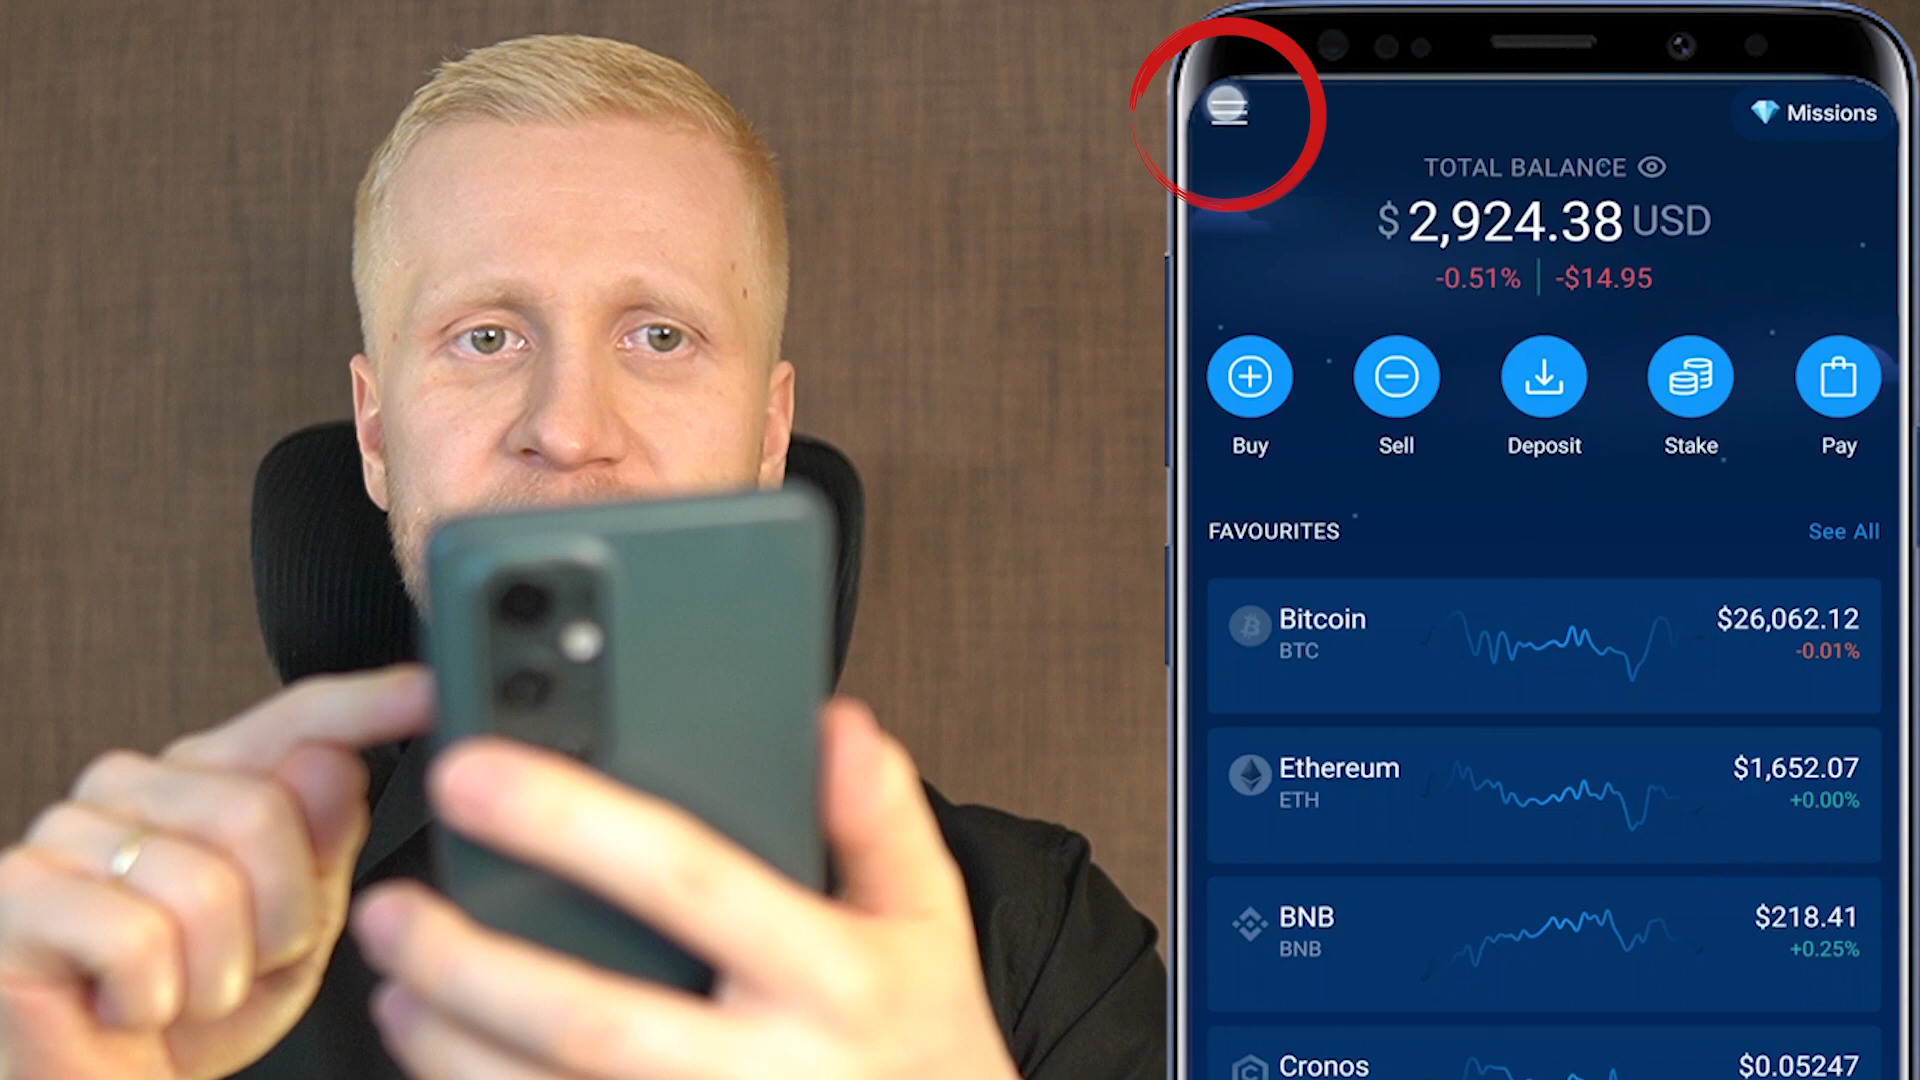 Missions
TOTAL BALANCE
$ 2,924.38 USD
-0.51% | -$14.95
Buy
Sell
Deposit
Stake
Pay
FAVOURITES
See All
Bitcoin
$26,062.12
BTC
-0.01%
Ethereum
$1,652.07
ETH
+0.00%
BNB
$218.41
BNB
+0.25%
Cronos
$0.05247